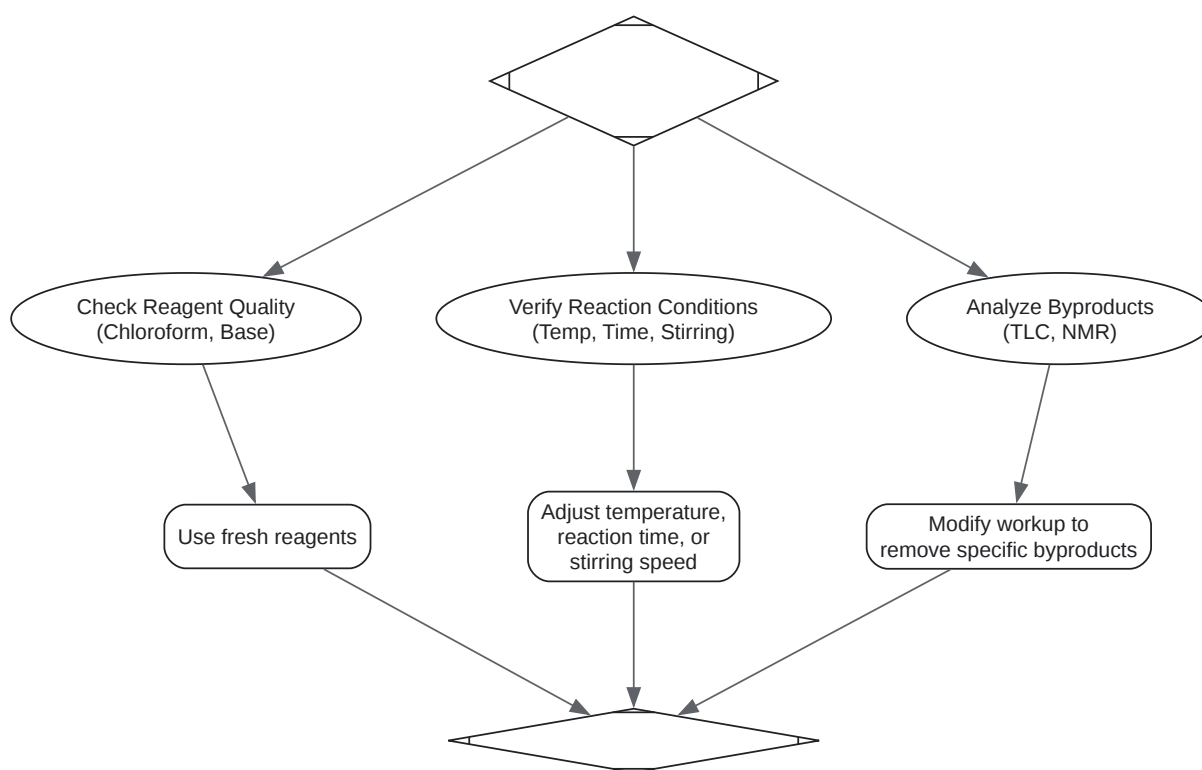 Check Reagent Quality
(Chloroform, Base)
Verify Reaction Conditions
(Temp, Time, Stirring)
Analyze Byproducts
(TLC, NMR)
Use fresh reagents
Adjust temperature,
reaction time, or
stirring speed
Modify workup to
remove specific byproducts